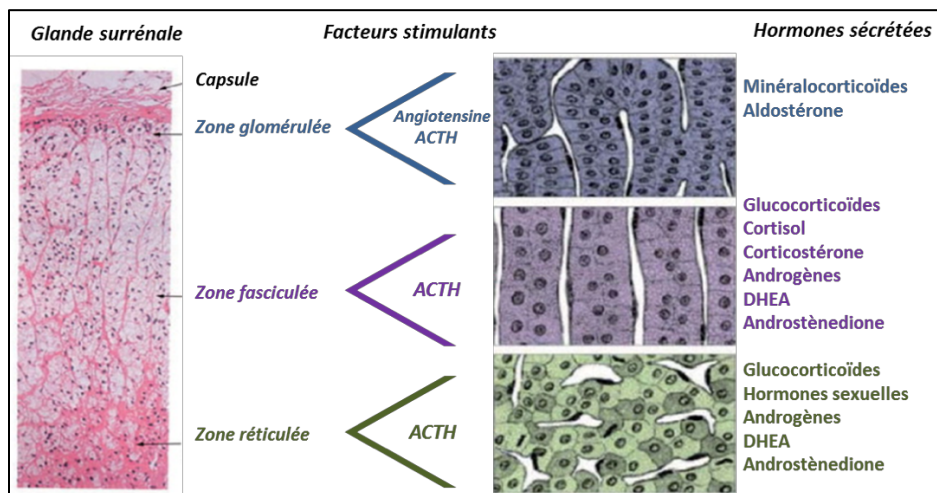 Glande surrénale
Facteurs stimulants
Hormones sécrétées
Capsule
Zone glomérulée
Angiotensine
ACTH
Minéralocorticoïdes
Aldostérone
Zone fasciculée
ACTH
Glucocorticoïdes
Cortisol
Corticostérone
Androgènes
DHEA
Androstènedione
Zone réticulée
ACTH
Glucocorticoïdes
Hormones sexuelles
Androgènes
DHEA
Androstènedione